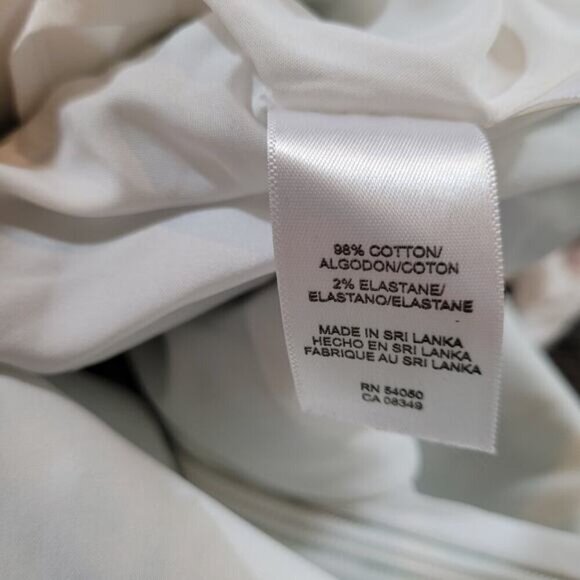 98% COTTON/
ALGODON/COTON
2% ELASTANE/
ELASTANO/ELASTANE
MADE IN SRI LANKA
HECHO EN SRI LANKA
FABRIQUE AU SRI LANKA
RN 54050
CA 08349